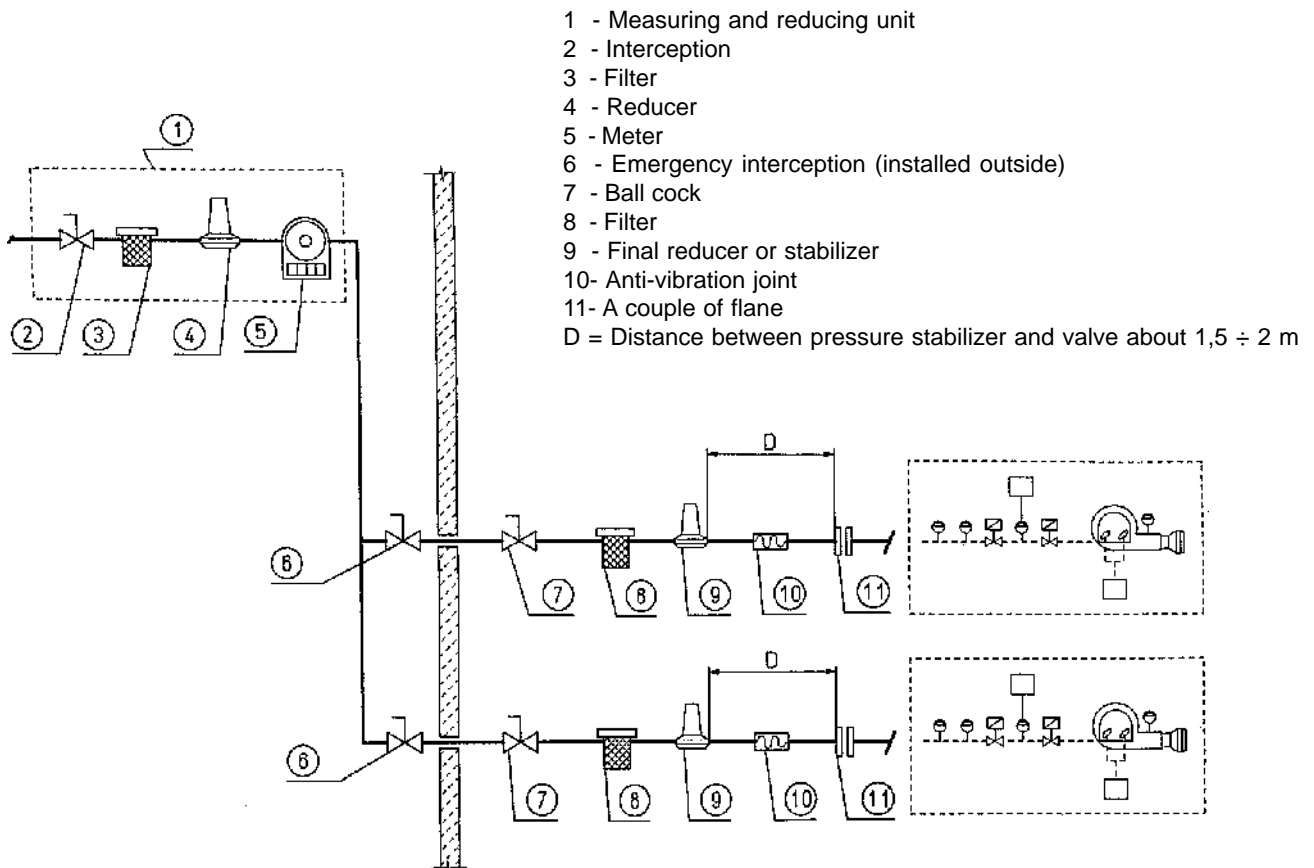 1 - Measuring and reducing unit
2 - Interception
3 - Filter
4 - Reducer
5 - Meter
6 - Emergency interception (installed outside)
7 - Ball cock
8 - Filter
9 - Final reducer or stabilizer
10- Anti-vibration joint
11- A couple of flane
D = Distance between pressure stabilizer and valve about 1,5 ÷ 2 m
1
2 3 4 5
D
6 7 8 9 10 11
D
6 7 8 9 10 11